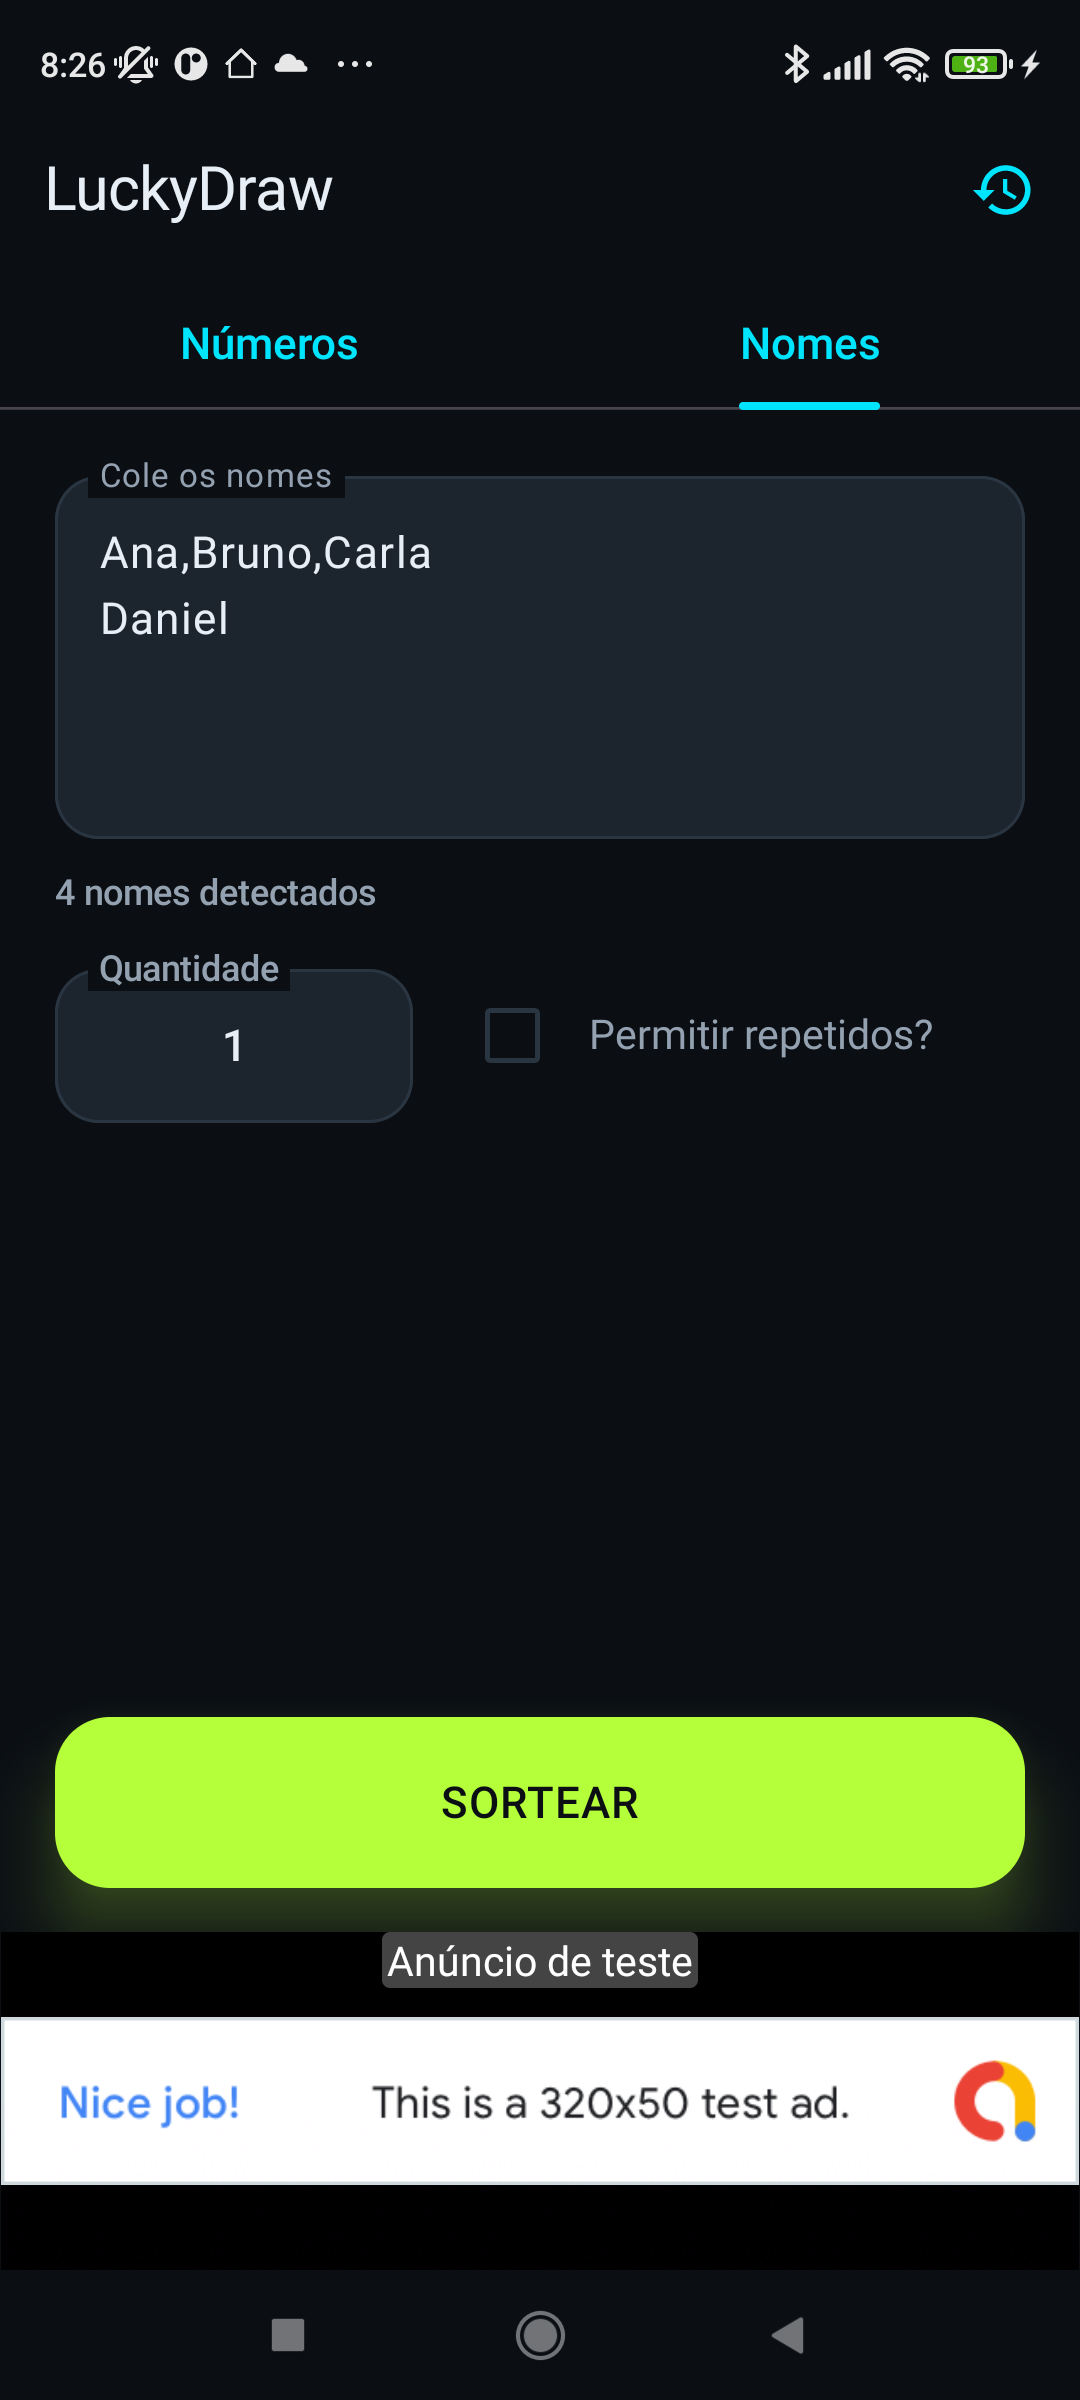 8:26
93
LuckyDraw
Números
Nomes
Cole os nomes
Ana,Bruno,Carla
Daniel
4 nomes detectados
Quantidade
1
Permitir repetidos?
SORTEAR
Anúncio de teste
Nice job!
This is a 320x50 test ad.